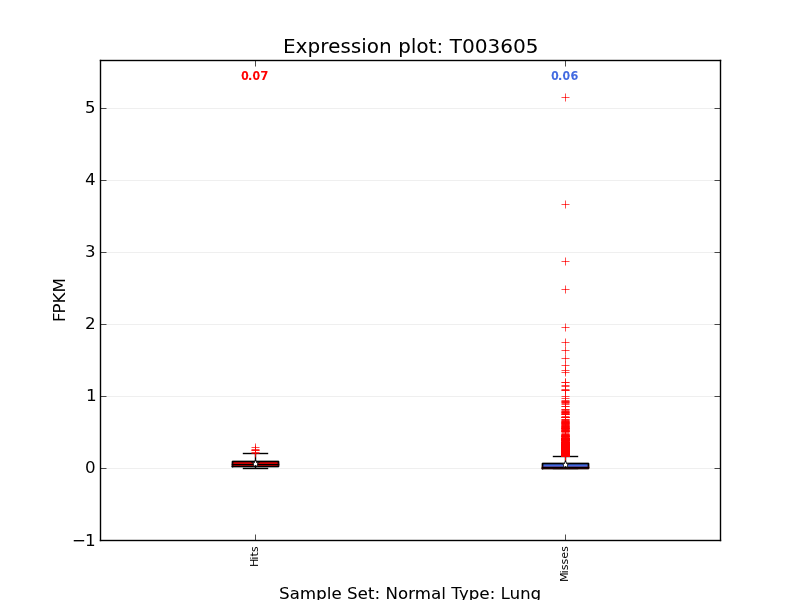 Expression plot: T003605
0.07
0.06
5
4
3
2
1
0
−1
FPKM
Hits
Misses
Sample Set: Normal Type: Lung